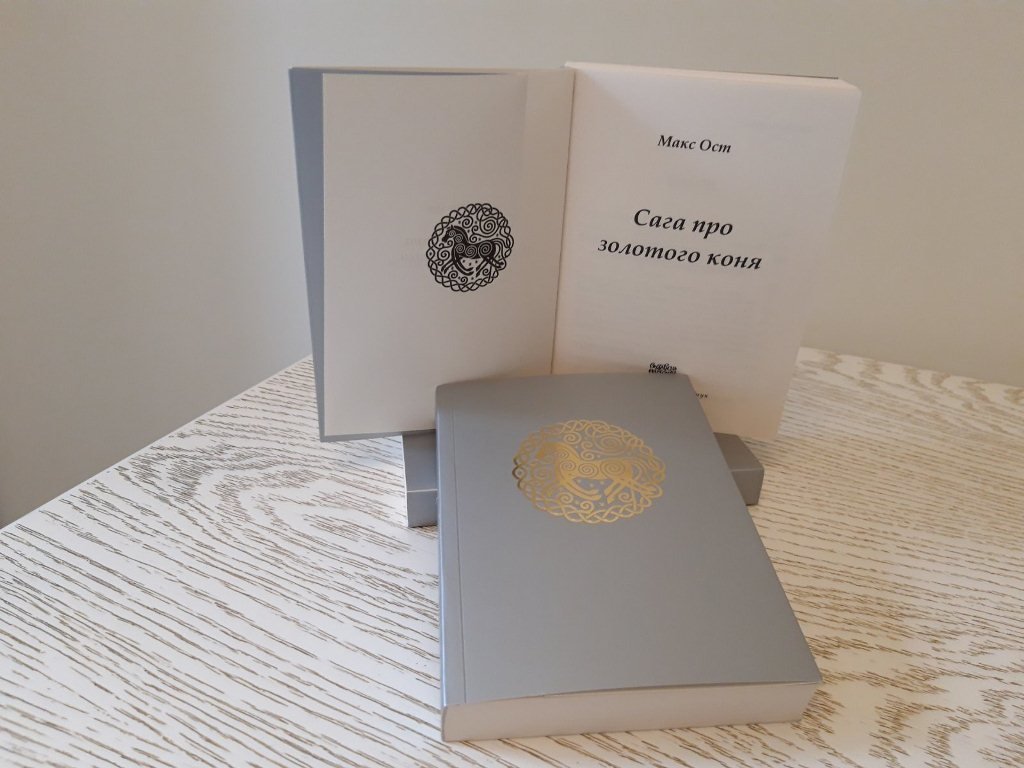 Макс Ост
Сага про
золотого коня